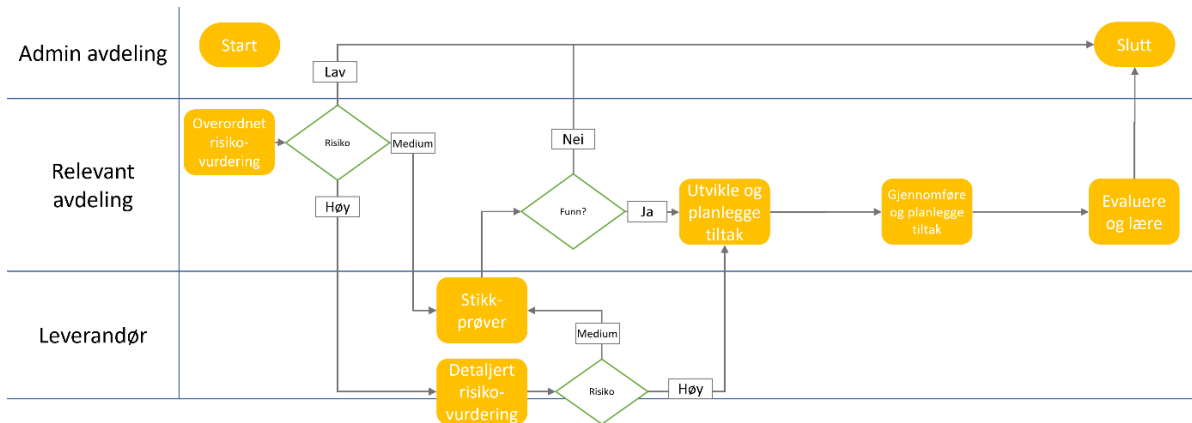 Admin avdeling
Start
Slutt
Lav
Relevant
avdeling
Overordnet
risiko-
vurdering
Risiko
Medium
Høy
Nei
Funn?
Ja
Utvikle og
planlegge
tiltak
Gjennomføre
og planlegge
tiltak
Evaluere
og lære
Leverandør
Stikk-
prøver
Medium
Detaljert
risiko-
vurdering
Risiko
Høy